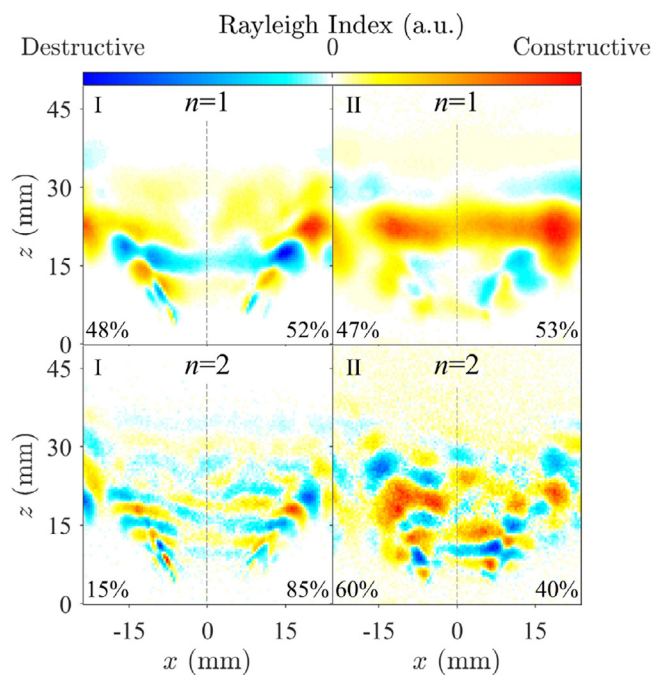 Rayleigh Index (a.u.)
Destructive 0 Constructive
I n=1 II n=1
45
30
z (mm)
15
0
48% 52% 47% 53%
I n=2 II n=2
45
30
z (mm)
15
0
15% 85% 60% 40%
-15 0 15 -15 0 15
x (mm) x (mm)